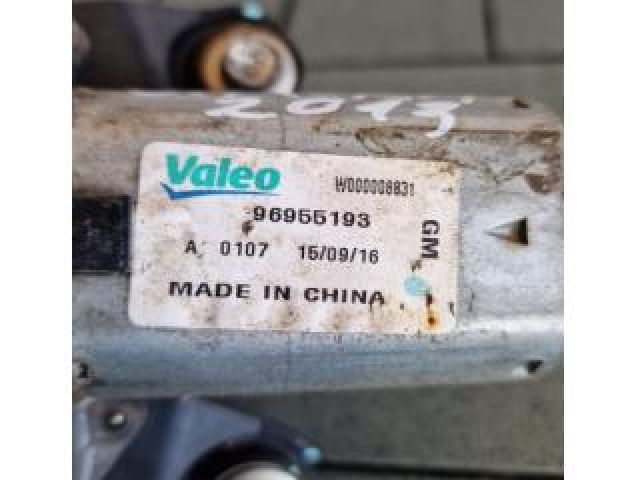 2013
Valeo
W000008831
96955193
A 0107 15/09/16
GM
MADE IN CHINA